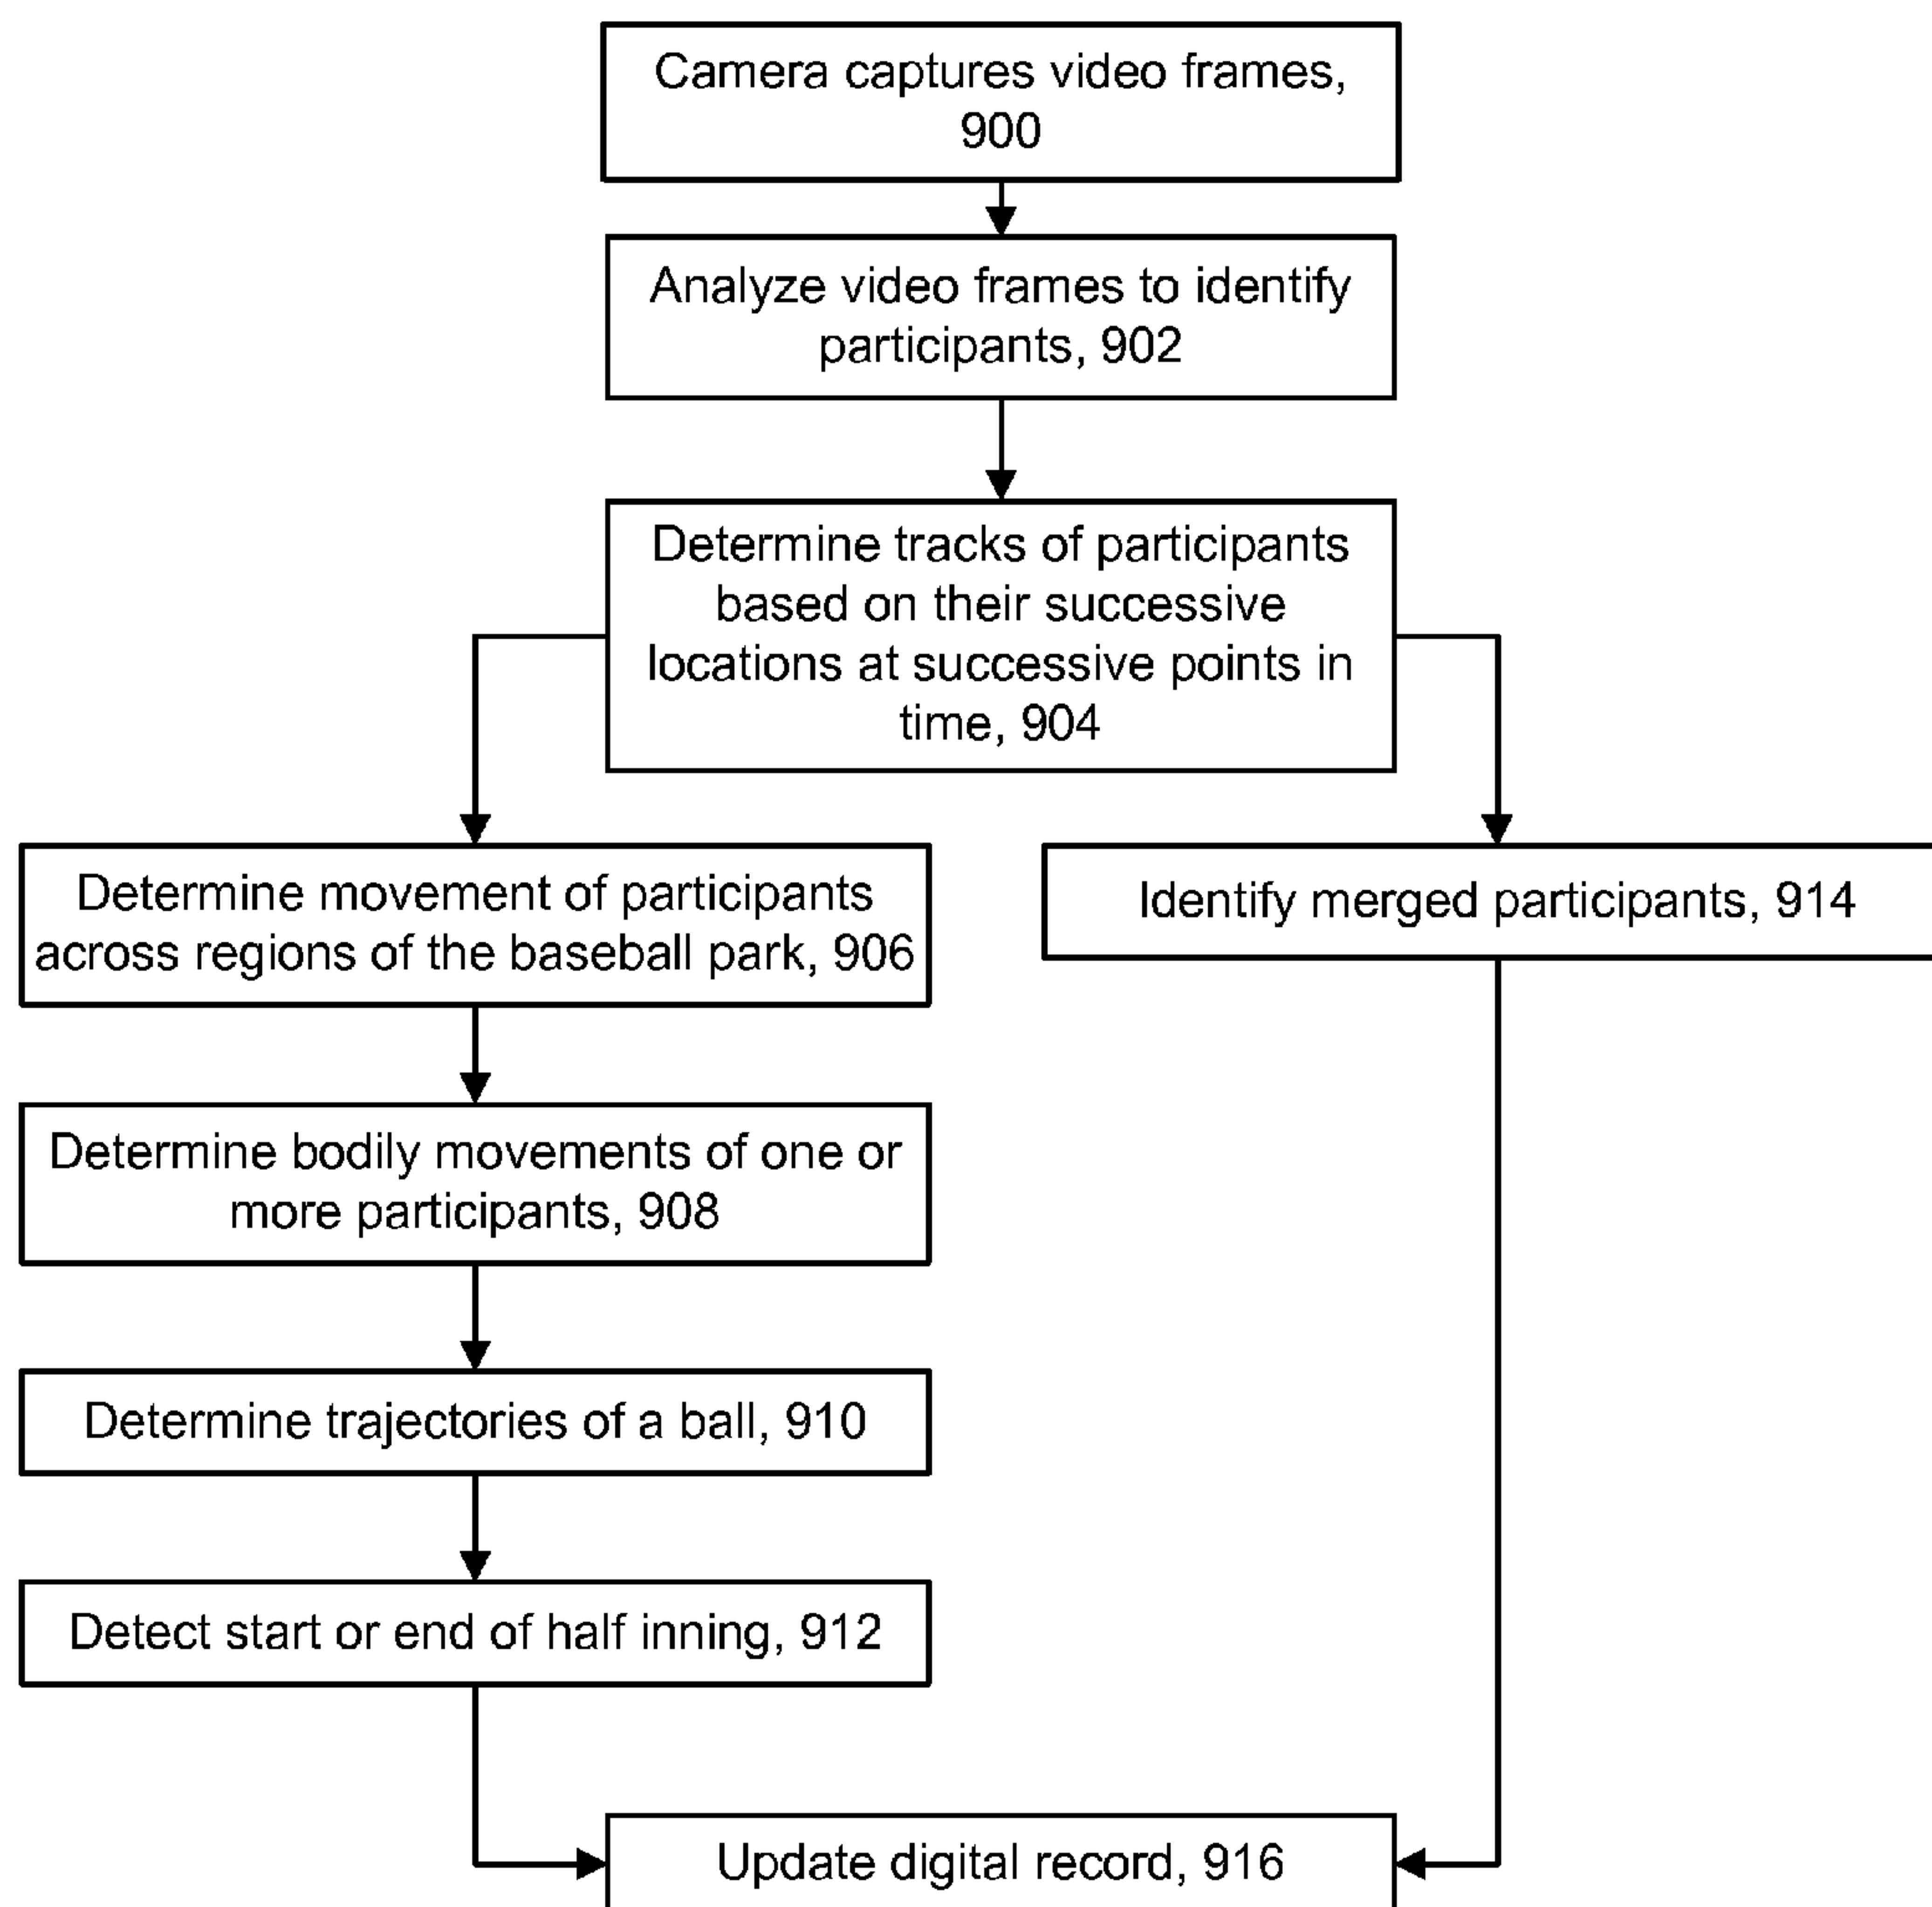 Camera captures video frames,
900
Analyze video frames to identify
participants, 902
Determine tracks of participants
based on their successive
locations at successive points in
time, 904
Determine movement of participants
across regions of the baseball park, 906
Identify merged participants, 914
Determine bodily movements of one or
more participants, 908
Determine trajectories of a ball, 910
Detect start or end of half inning, 912
Update digital record, 916